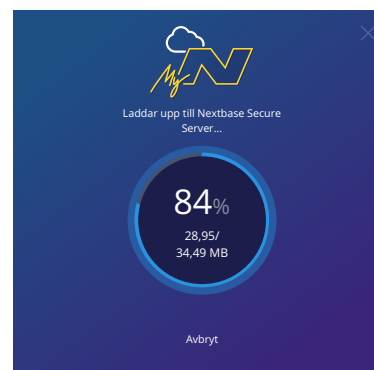 My N
Laddar upp till Nextbase Secure
Server...
84%
28,95/
34,49 MB
Avbryt